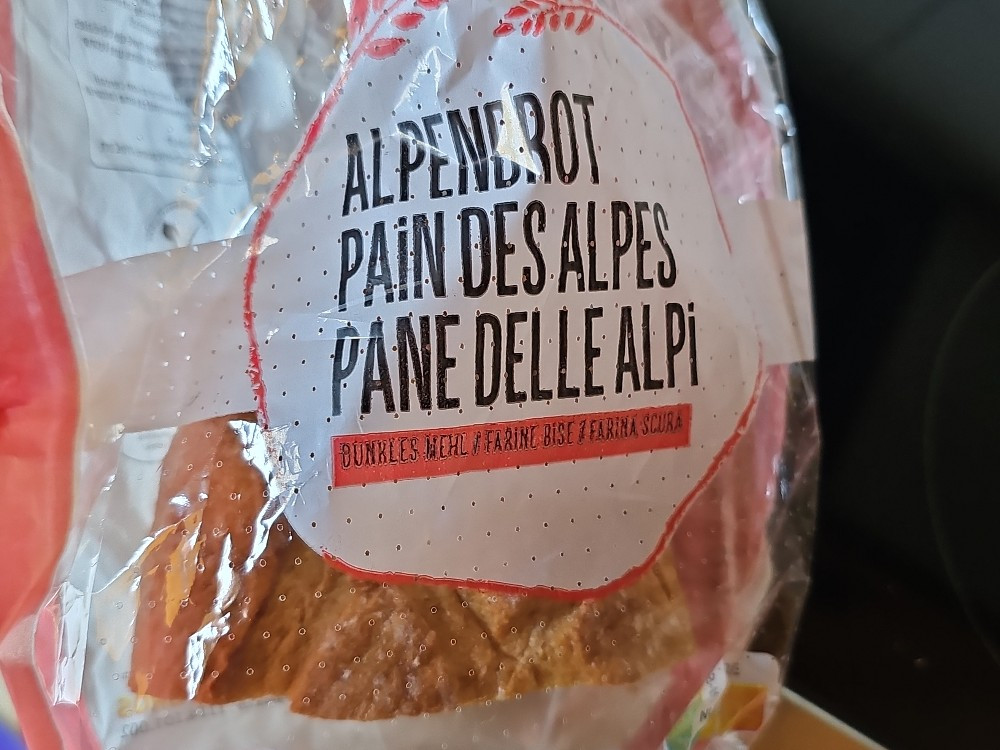 ALPENBROT
PAiN DES ALPES
PANE DELLE ALPi
DUNKLES MEHL // FARINE BISE // FARINA SCURA